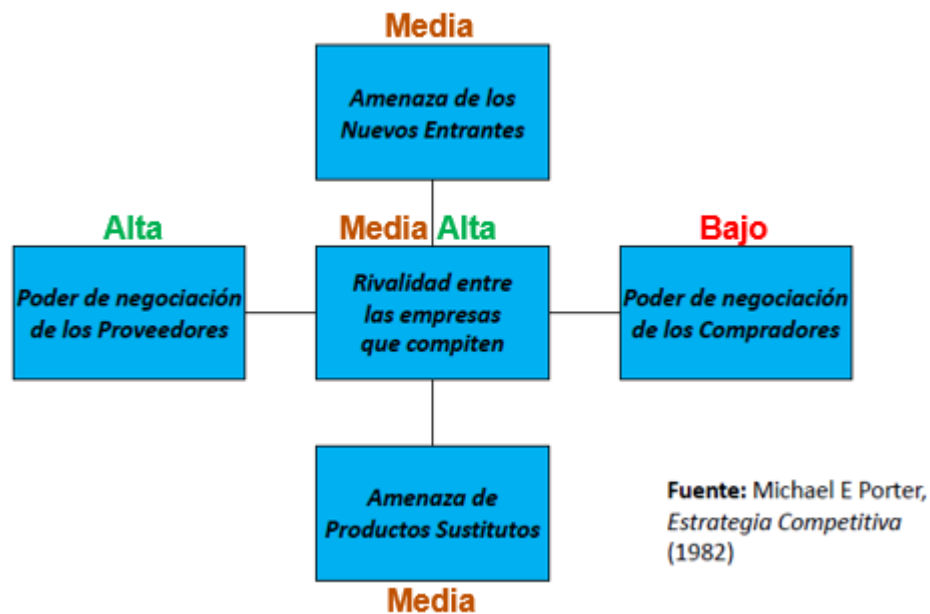 Media
Amenaza de los
Nuevos Entrantes
Alta
Media Alta
Bajo
Poder de negociación
de los Proveedores
Rivalidad entre
las empresas
que compiten
Poder de negociación
de los Compradores
Amenaza de
Productos Sustitutos
Media
Fuente: Michael E Porter,
Estrategia Competitiva
(1982)